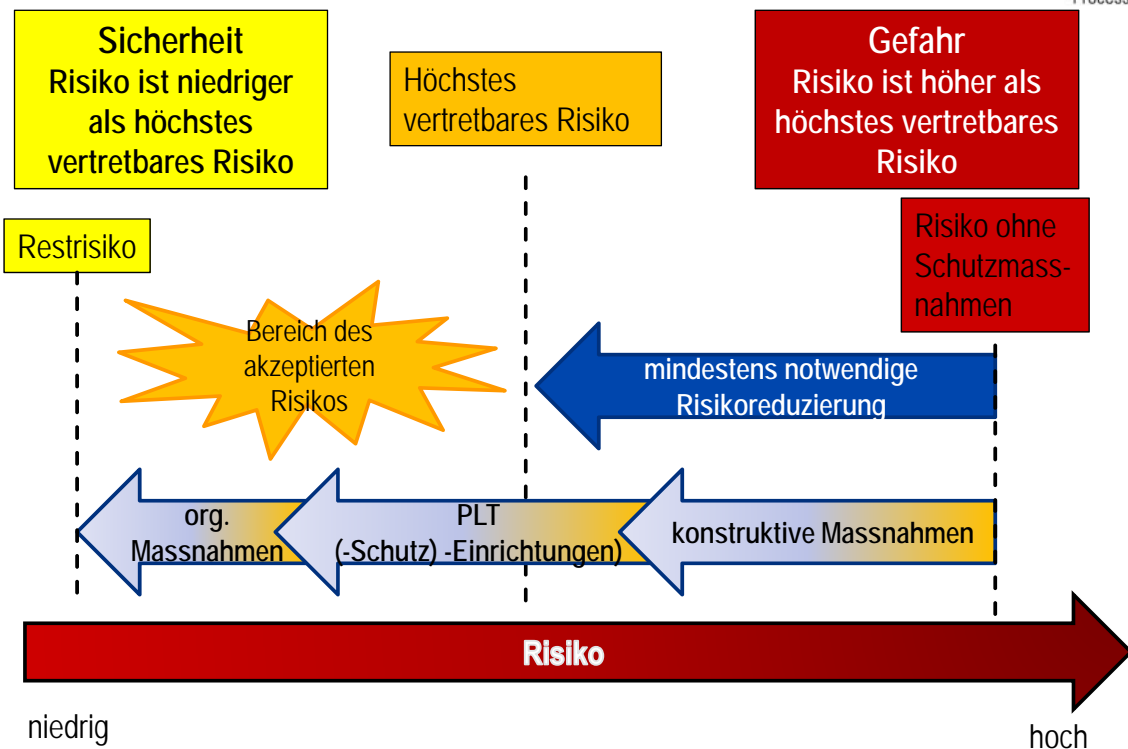 Process
Sicherheit
Risiko ist niedriger
als höchstes
vertretbares Risiko
Höchstes
vertretbares Risiko
Gefahr
Risiko ist höher als
höchstes vertretbares
Risiko
Restrisiko
Risiko ohne
Schutzmass-
nahmen
Bereich des
akzeptierten
Risikos
mindestens notwendige
Risikoreduzierung
org.
Massnahmen
PLT
(-Schutz) -Einrichtungen)
konstruktive Massnahmen
Risiko
niedrig
hoch